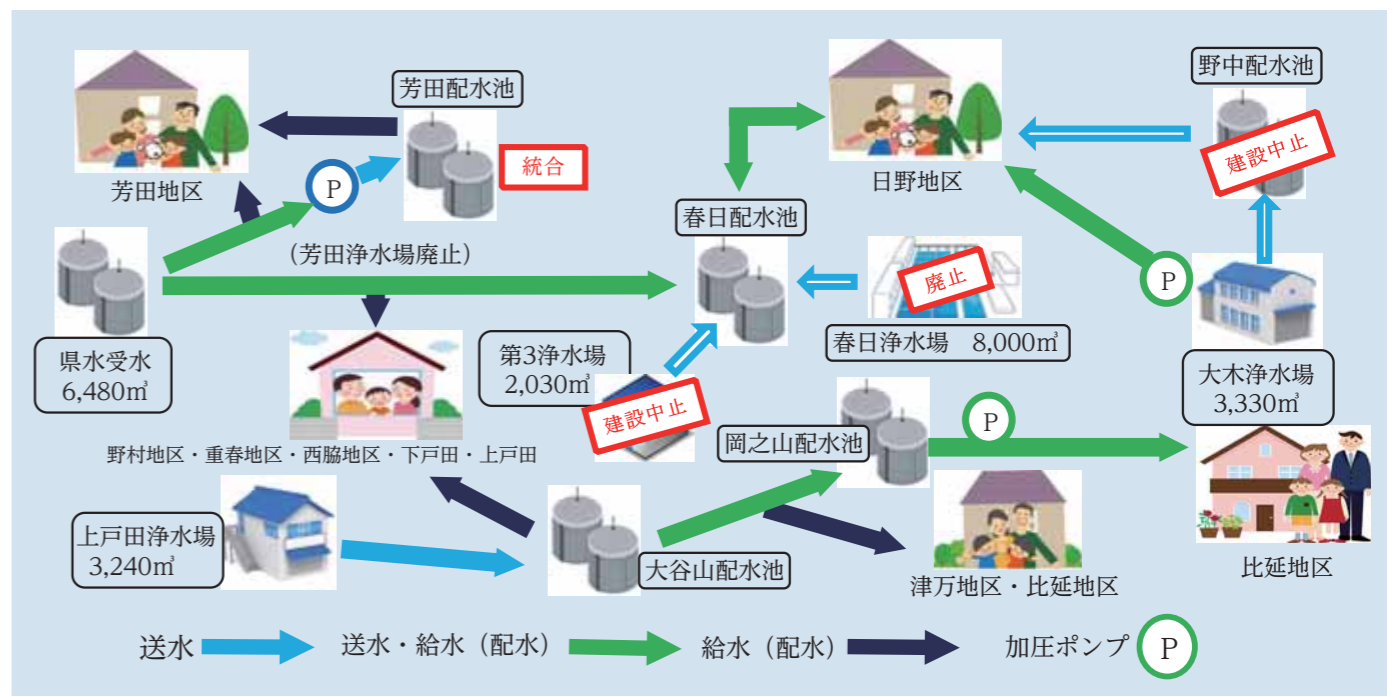 芳田配水池
野中配水池
建設中止
統合
P
芳田地区
日野地区
春日配水池
(芳田浄水場廃止)
P
廃止
県水受水
6,480㎥
第3浄水場
2,030㎥
春日浄水場　8,000㎥
大木浄水場
3,330㎥
建設中止
岡之山配水池
P
野村地区・重春地区・西脇地区・下戸田・上戸田
上戸田浄水場
3,240㎥
大谷山配水池
津万地区・比延地区
比延地区
送水
送水・給水（配水）
給水（配水）
加圧ポンプ
P